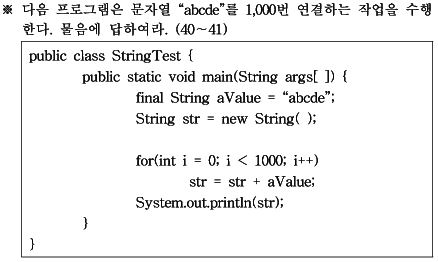 ※ 다음 프로그램은 문자열 “abcde”를 1,000번 연결하는 작업을 수행
한다. 물음에 답하여라. (40~41)
public class StringTest {
public static void main(String args[ ]) {
final String aValue = “abcde”;
String str = new String( );
for(int i = 0; i < 1000; i++)
str = str + aValue;
System.out.println(str);
}
}